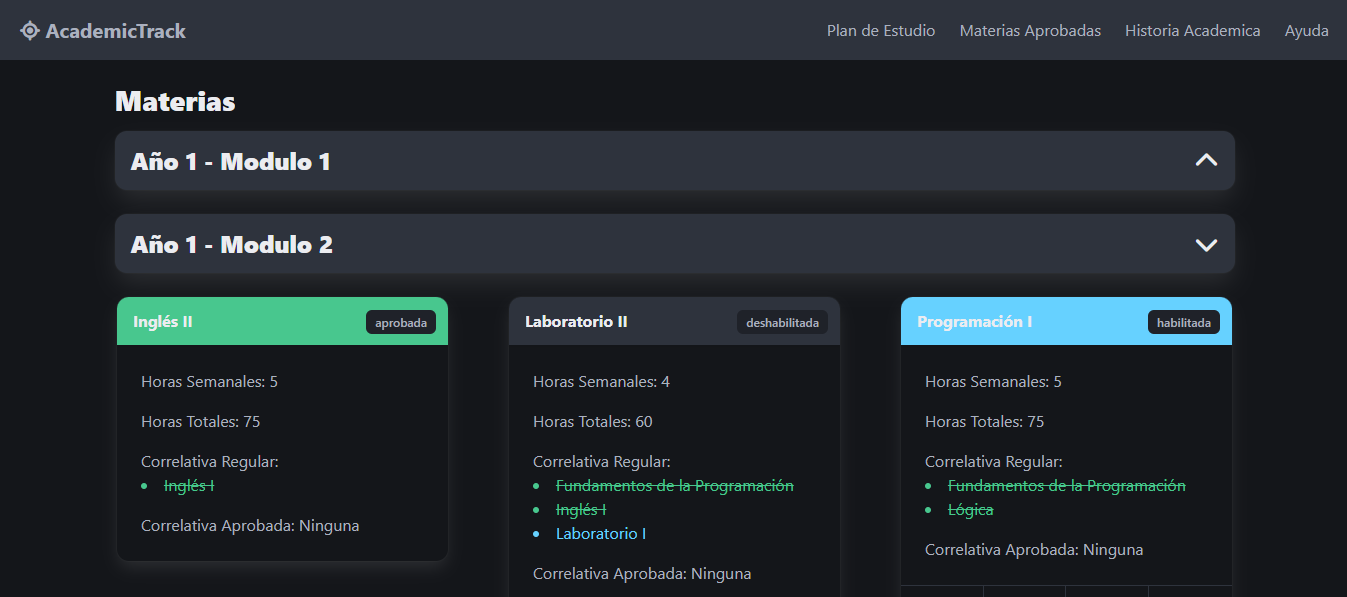 AcademicTrack
Plan de Estudio
Materias Aprobadas
Historia Academica
Ayuda
Materias
Año 1 - Modulo 1
Año 1 - Modulo 2
Inglés II
aprobada
Horas Semanales: 5
Horas Totales: 75
Correlativa Regular:
Inglés I
Correlativa Aprobada: Ninguna
Laboratorio II
deshabilitada
Horas Semanales: 4
Horas Totales: 60
Correlativa Regular:
Fundamentos de la Programación
Inglés I
Laboratorio I
Correlativa Aprobada: Ninguna
Programación I
habilitada
Horas Semanales: 5
Horas Totales: 75
Correlativa Regular:
Fundamentos de la Programación
Lógica
Correlativa Aprobada: Ninguna